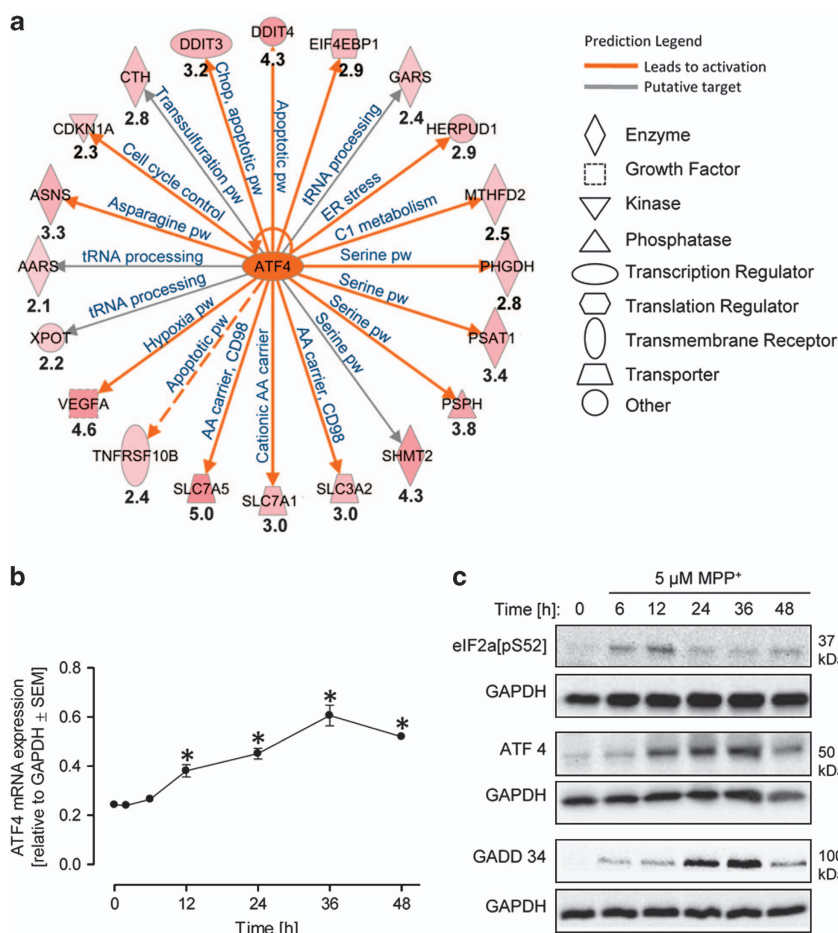 a
DDIT3
3.2
DDIT4
4.3
EIF4EBP1
2.9
CTH
2.8
GARS
2.4
CDKN1A
2.3
HERPUD1
2.9
ASNS
3.3
MTHFD2
2.5
AARS
2.1
ATF4
PHGDH
2.8
XPOT
2.2
PSAT1
3.4
VEGFA
4.6
PSPH
3.8
TNFRSF10B
2.4
SLC7A5
5.0
SLC7A1
3.0
SLC3A2
3.0
SHMT2
4.3
Chop, apoptotic pw
Apoptotic pw
tRNA processing
ER stress
C1 metabolism
Serine pw
Serine pw
Serine pw
Serine pw
AA carrier, CD98
Cationic AA carrier
AA carrier, CD98
Apoptotic pw
Hypoxia pw
tRNA processing
tRNA processing
Asparagine pw
Cell cycle control
Transsulfuration pw
Prediction Legend
Leads to activation
Putative target
Enzyme
Growth Factor
Kinase
Phosphatase
Transcription Regulator
Translation Regulator
Transmembrane Receptor
Transporter
Other
b
ATF4 mRNA expression
[relative to GAPDH ± SEM]
0.8
0.6
0.4
0.2
0.0
* * * *
0 12 24 36 48
Time [h]
c
5 µM MPP+
Time [h]: 0 6 12 24 36 48
eIF2a[pS52] 37
kDa
GAPDH
ATF 4 50
kDa
GAPDH
GADD 34 100
kDa
GAPDH